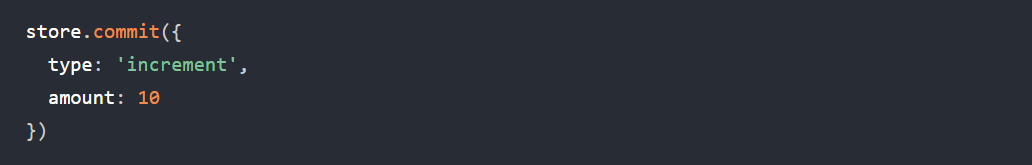 store.commit({
  type: 'increment',
  amount: 10
})